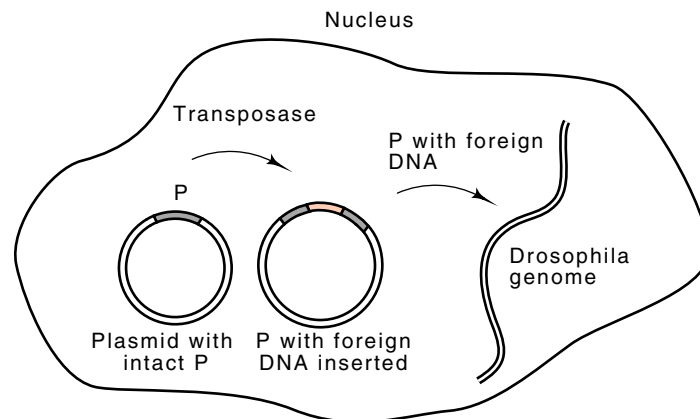 Nucleus
Transposase
P with foreign
DNA
P
Drosophila
genome
Plasmid with
intact P
P with foreign
DNA inserted